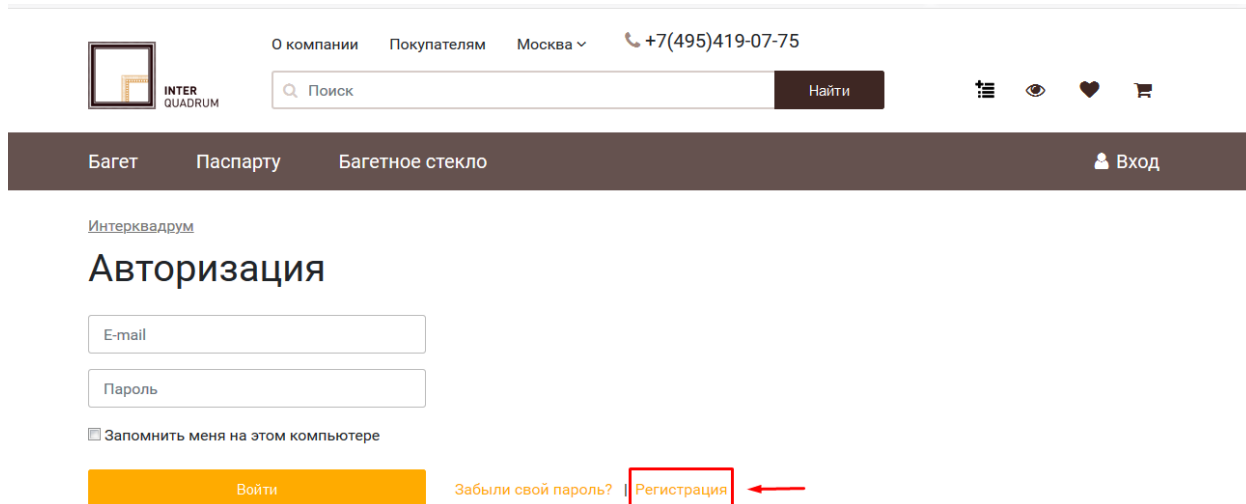 О компании Покупателям Москва +7(495)419-07-75
INTER
QUADRUM
Поиск Найти
Багет Паспарту Багетное стекло Вход
Интерквадрум
Авторизация
E-mail
Пароль
Запомнить меня на этом компьютере
Войти Забыли свой пароль? | Регистрация